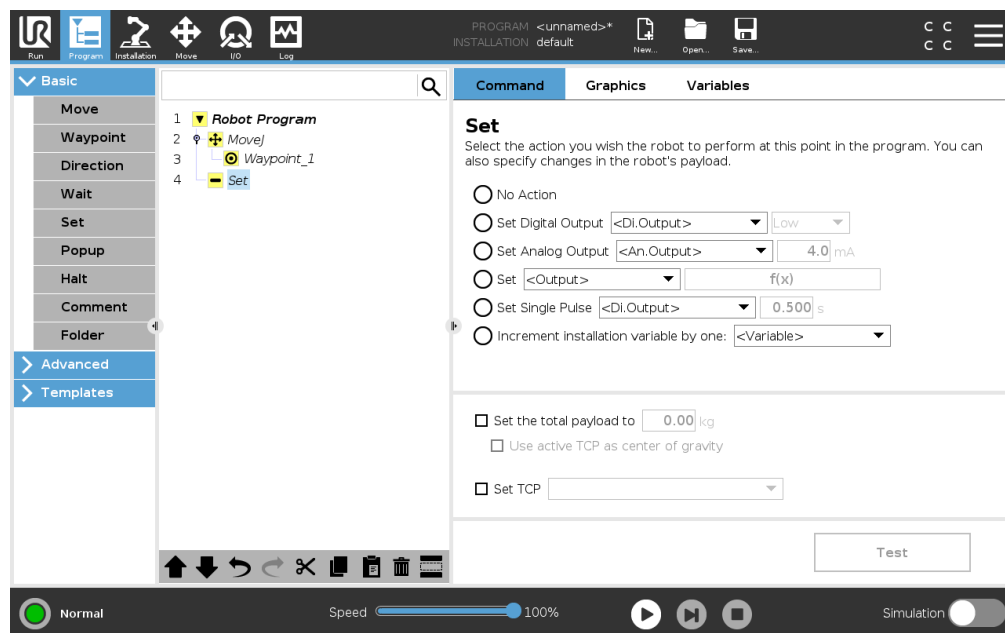 UR
Run
Program
Installation
Move
I/O
Log
PROGRAM <unnamed>*
INSTALLATION default
New...
Open...
Save...
C C
C C
Basic
Move
Waypoint
Direction
Wait
Set
Popup
Halt
Comment
Folder
Advanced
Templates
1 Robot Program
2 MoveJ
3 Waypoint_1
4 Set
Command Graphics Variables
Set
Select the action you wish the robot to perform at this point in the program. You can
also specify changes in the robot's payload.
No Action
Set Digital Output <Di.Output> Low
Set Analog Output <An.Output> 4.0 mA
Set <Output> f(x)
Set Single Pulse <Di.Output> 0.500 s
Increment installation variable by one: <Variable>
Set the total payload to 0.00 kg
Use active TCP as center of gravity
Set TCP
Test
Normal
Speed 100%
Simulation